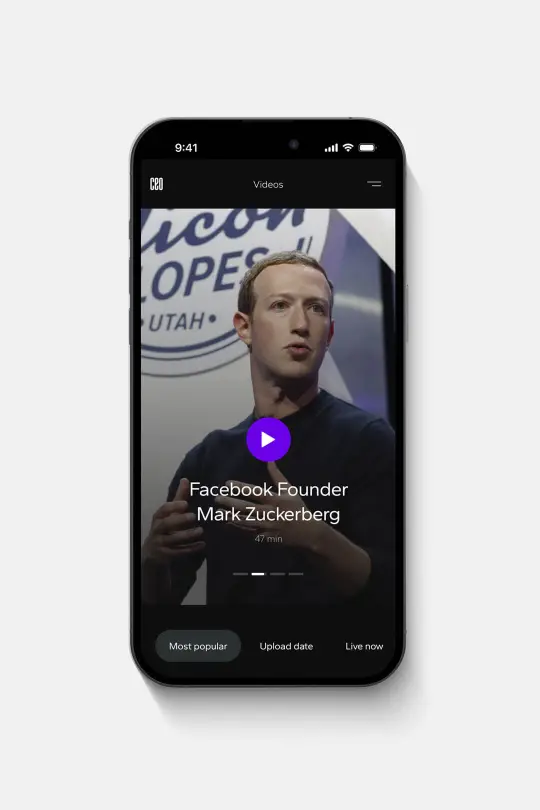 9:41
ceo
Videos
licon
LOPES
• UTAH •
Facebook Founder
Mark Zuckerberg
47 min
Most popular
Upload date
Live now